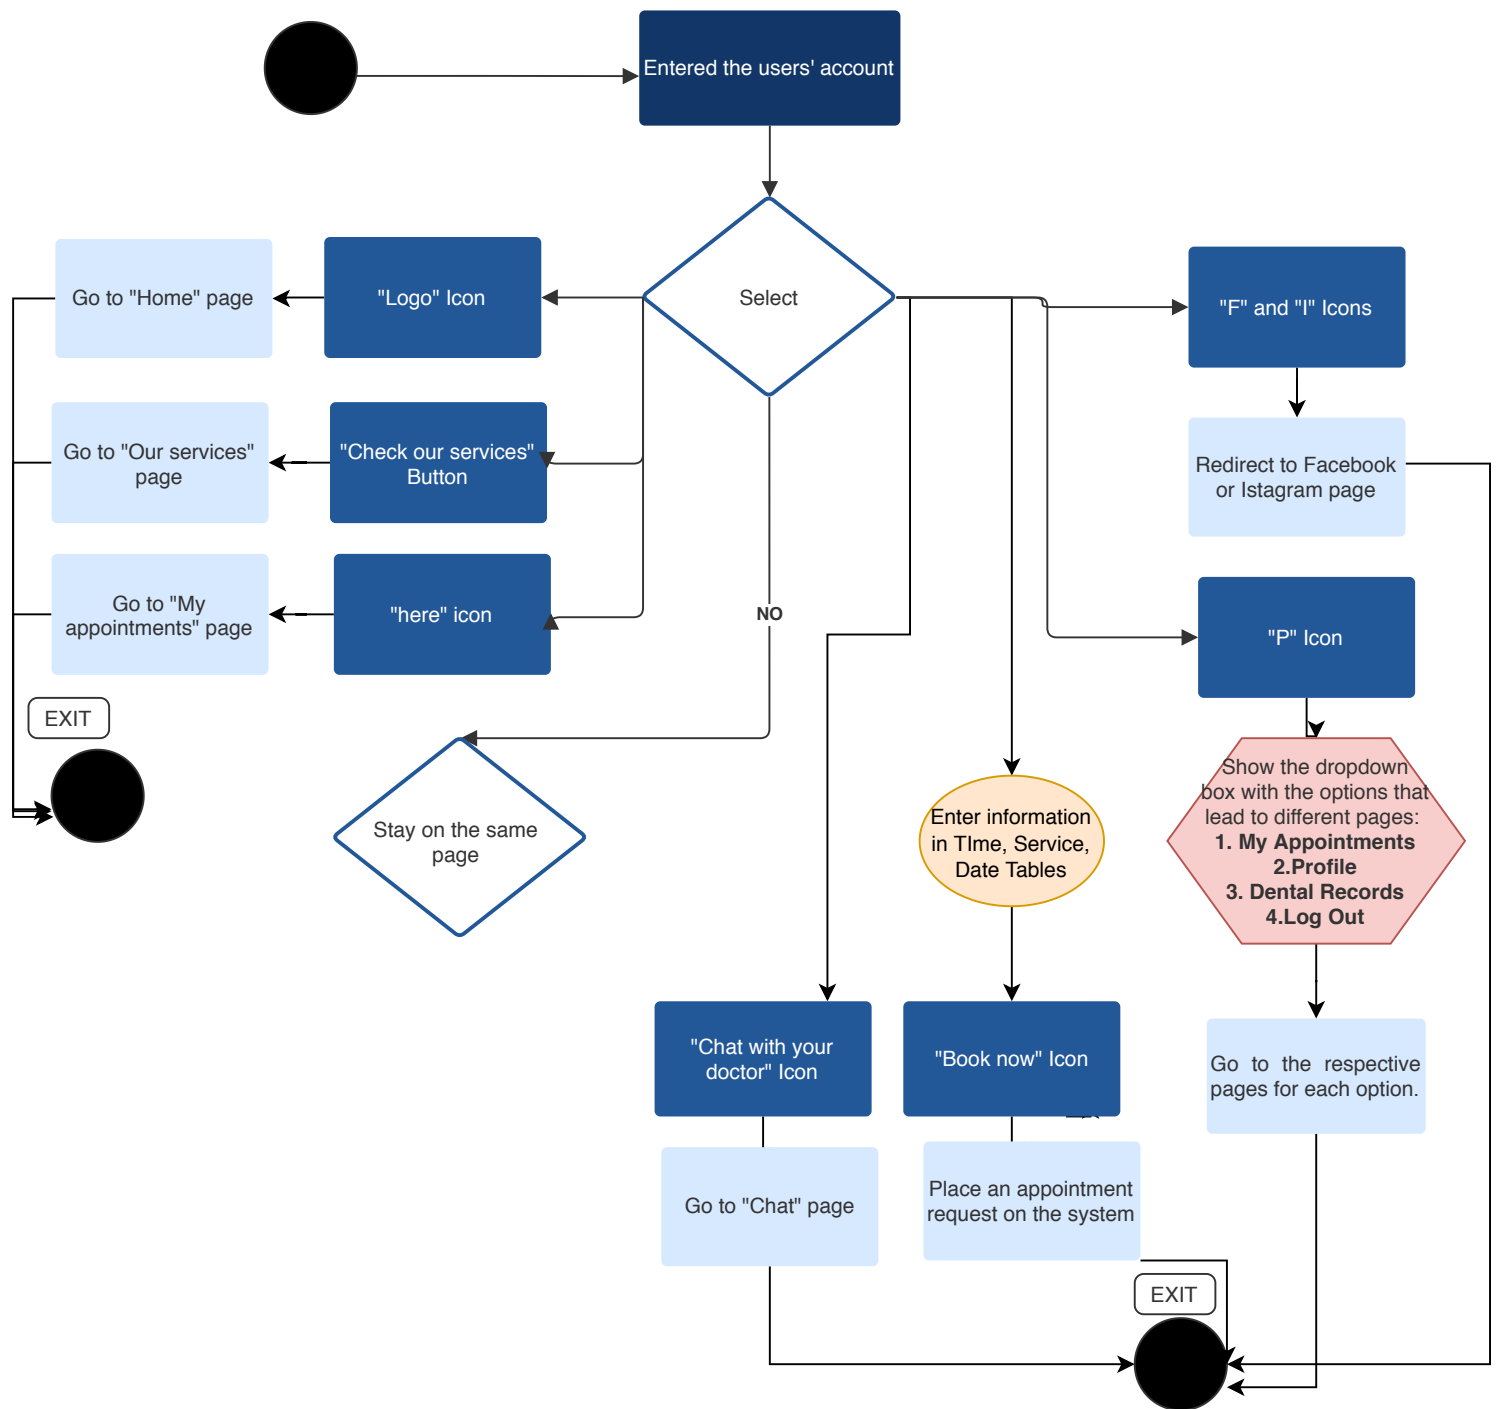 Entered the users' account
Select
"Logo" Icon
Go to "Home" page
"F" and "I" Icons
"Check our services"
Button
Go to "Our services"
page
Redirect to Facebook
or Istagram page
"here" icon
Go to "My
appointments" page
NO
"P" Icon
EXIT
Stay on the same
page
Enter information
in TIme, Service,
Date Tables
Show the dropdown
box with the options that
lead to different pages:
1. My Appointments
2.Profile
3. Dental Records
4.Log Out
"Chat with your
doctor" Icon
"Book now" Icon
Go to the respective
pages for each option.
Go to "Chat" page
Place an appointment
request on the system
EXIT